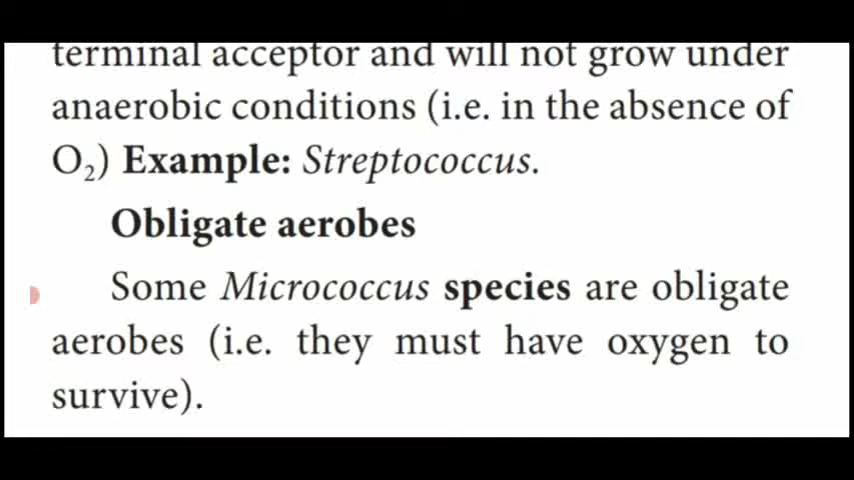 terminal acceptor and will not grow under
anaerobic conditions (i.e. in the absence of
O₂) Example: Streptococcus.
Obligate aerobes
Some Micrococcus species are obligate
aerobes (i.e. they must have oxygen to
survive).